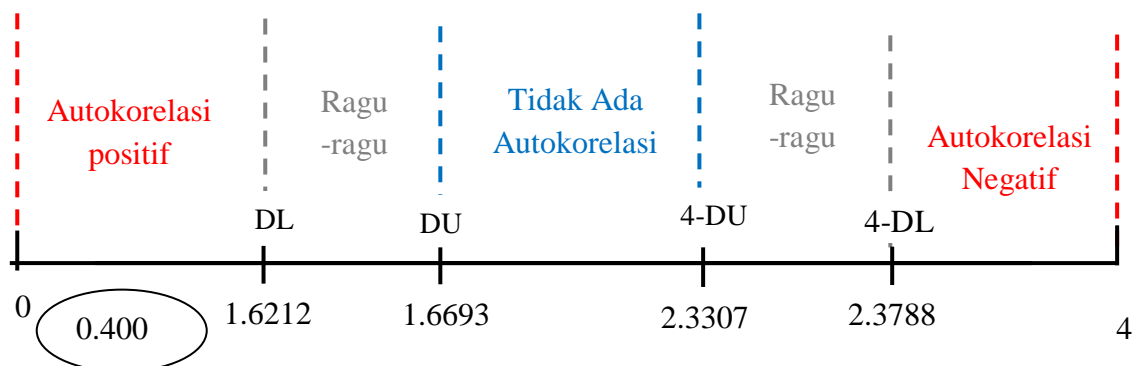 Autokorelasi
positif
Ragu
-ragu
Tidak Ada
Autokorelasi
Ragu
-ragu
Autokorelasi
Negatif
DL
DU
4-DU
4-DL
0
0.400
1.6212
1.6693
2.3307
2.3788
4